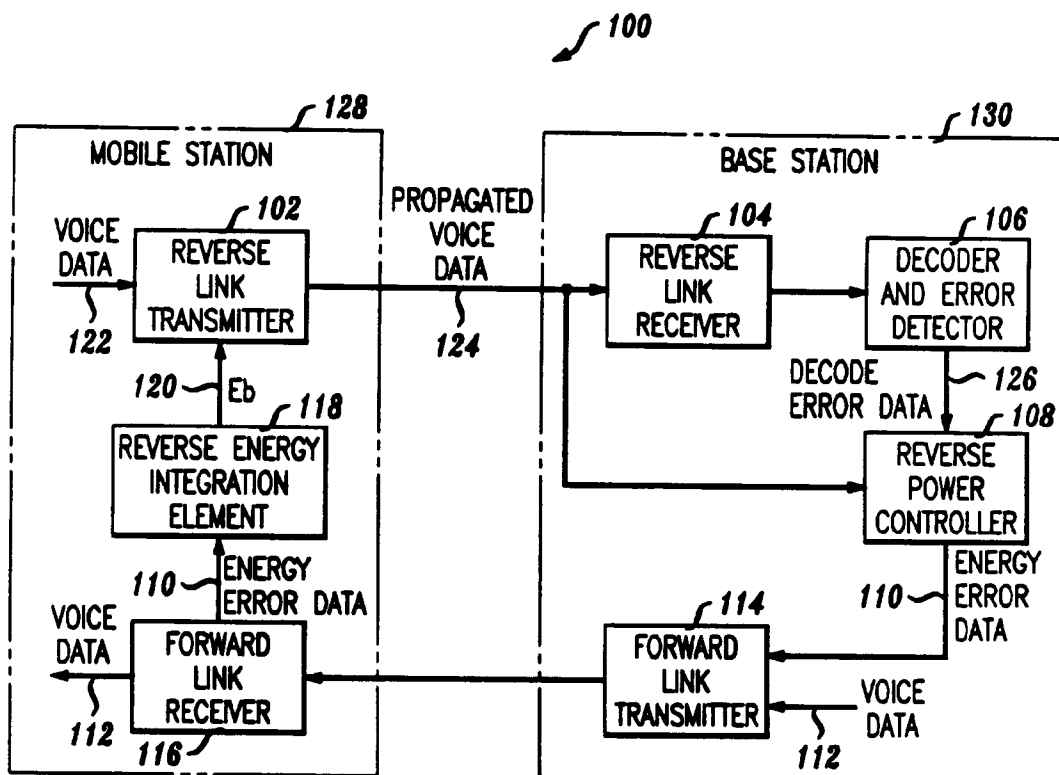 100
128
MOBILE STATION
130
BASE STATION
VOICE
DATA
122
102
REVERSE
LINK
TRANSMITTER
PROPAGATED
VOICE
DATA
124
104
REVERSE
LINK
RECEIVER
106
DECODER
AND ERROR
DETECTOR
120
Eb
DECODE
ERROR DATA
126
118
REVERSE ENERGY
INTEGRATION
ELEMENT
108
REVERSE
POWER
CONTROLLER
110
ENERGY
ERROR DATA
110
ENERGY
ERROR
DATA
VOICE
DATA
112
FORWARD
LINK
RECEIVER
116
114
FORWARD
LINK
TRANSMITTER
VOICE
DATA
112